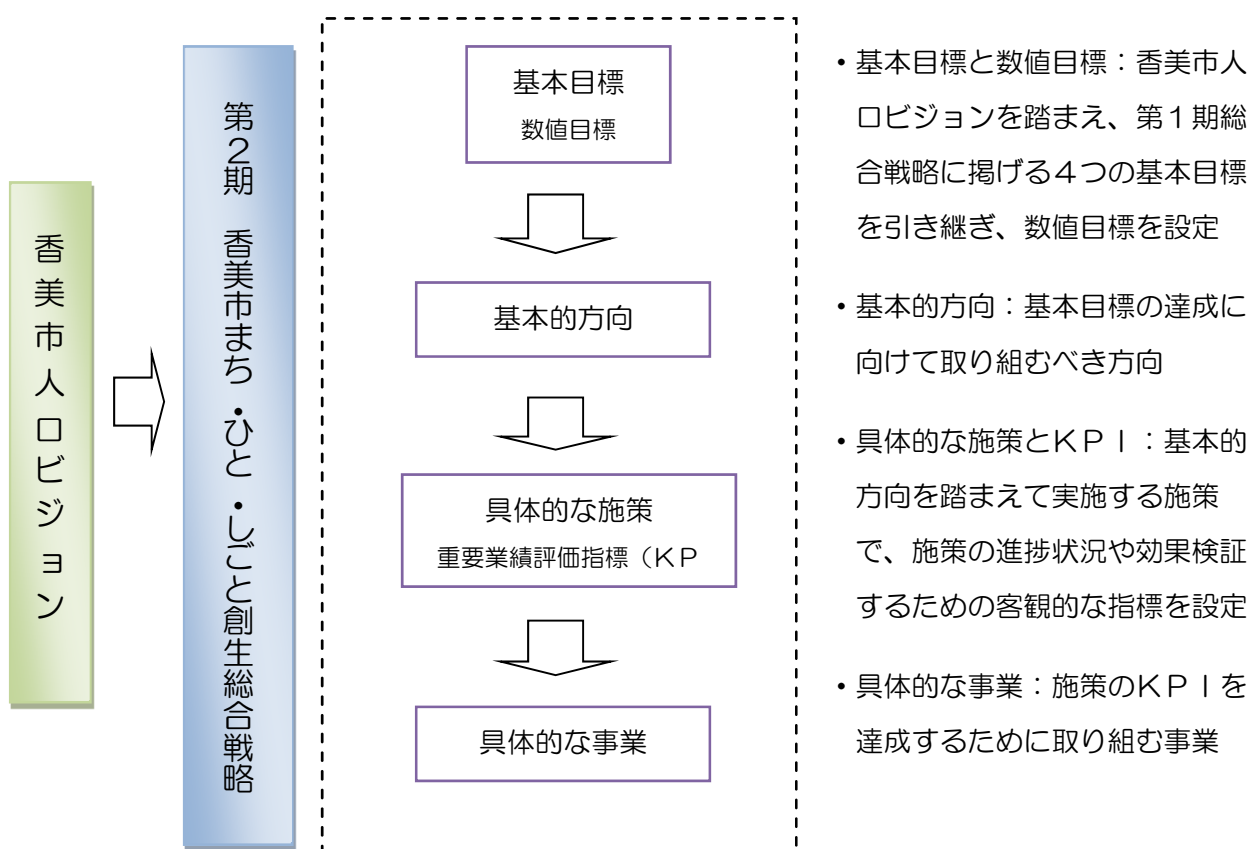 香美市人口ビジョン
第２期　香美市まち・ひと・しごと創生総合戦略
基本目標
数値目標
基本的方向
具体的な施策
重要業績評価指標（ＫＰ
具体的な事業
・基本目標と数値目標：香美市人
口ビジョンを踏まえ、第１期総
合戦略に掲げる４つの基本目標
を引き継ぎ、数値目標を設定
・基本的方向：基本目標の達成に
向けて取り組むべき方向
・具体的な施策とＫＰＩ：基本的
方向を踏まえて実施する施策
で、施策の進捗状況や効果検証
するための客観的な指標を設定
・具体的な事業：施策のＫＰＩを
達成するために取り組む事業